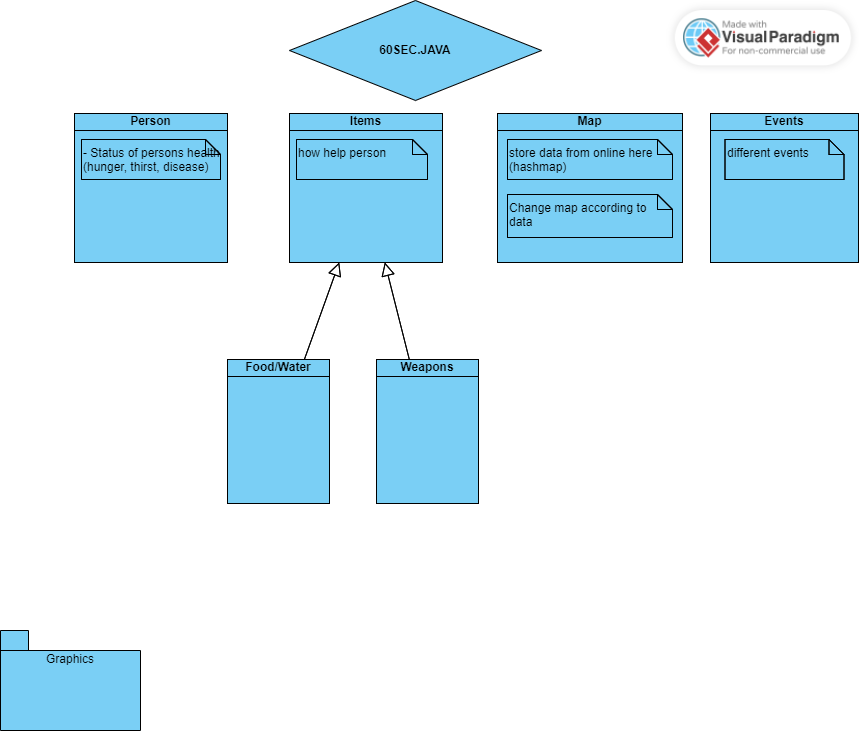 Made with
VisualParadigm
For non-commercial use
60SEC.JAVA
Person
- Status of persons health
(hunger, thirst, disease)
Items
how help person
Map
store data from online here
(hashmap)
Change map according to
data
Events
different events
Food/Water
Weapons
Graphics